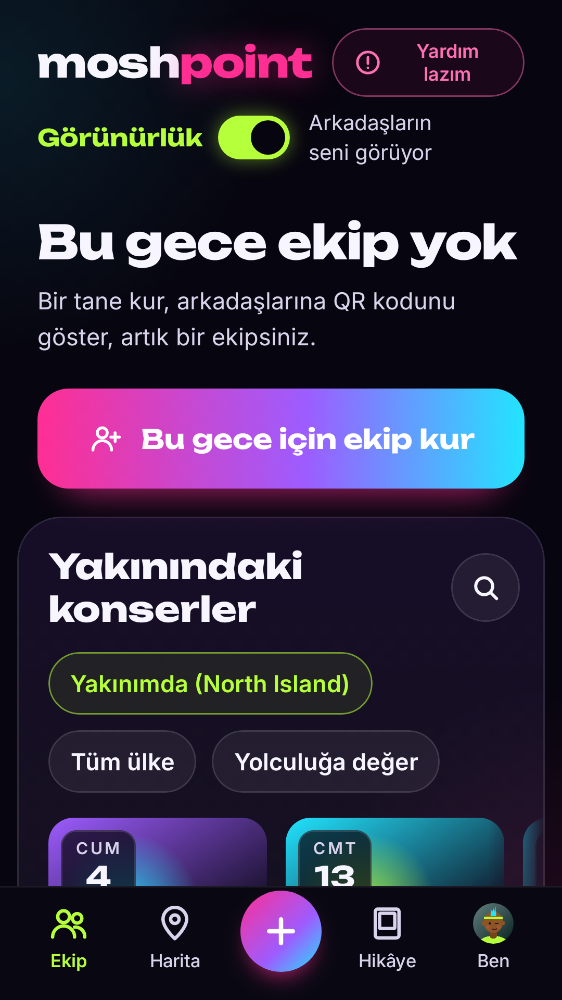 moshpoint
Yardım
lazım
Görünürlük
Arkadaşların
seni görüyor
Bu gece ekip yok
Bir tane kur, arkadaşlarına QR kodunu
göster, artık bir ekipsiniz.
Bu gece için ekip kur
Yakınındaki
konserler
Yakınımda (North Island)
Tüm ülke
Yolculuğa değer
CUM
4
CMT
13
Ekip
Harita
Hikâye
Ben